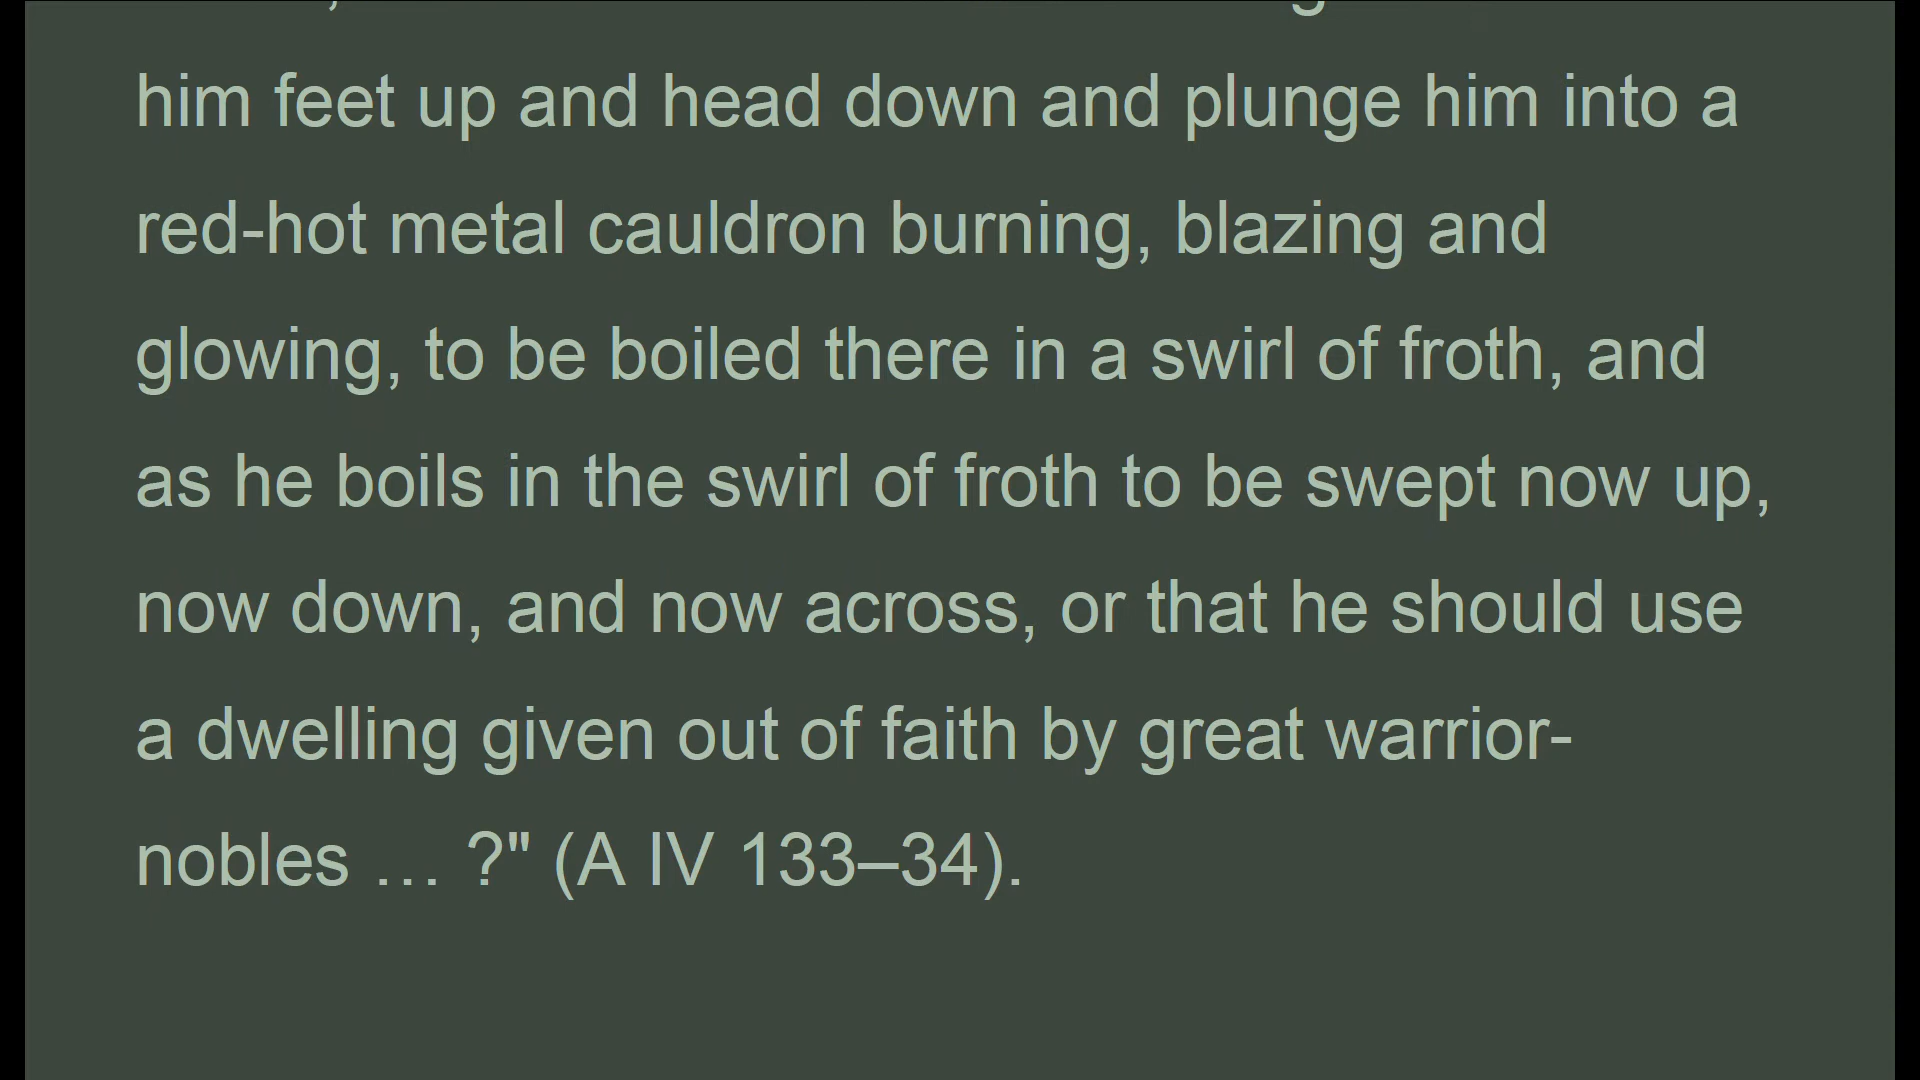 him feet up and head down and plunge him into a
red-hot metal cauldron burning, blazing and
glowing, to be boiled there in a swirl of froth, and
as he boils in the swirl of froth to be swept now up,
now down, and now across, or that he should use
a dwelling given out of faith by great warrior-
nobles … ?" (A IV 133–34).